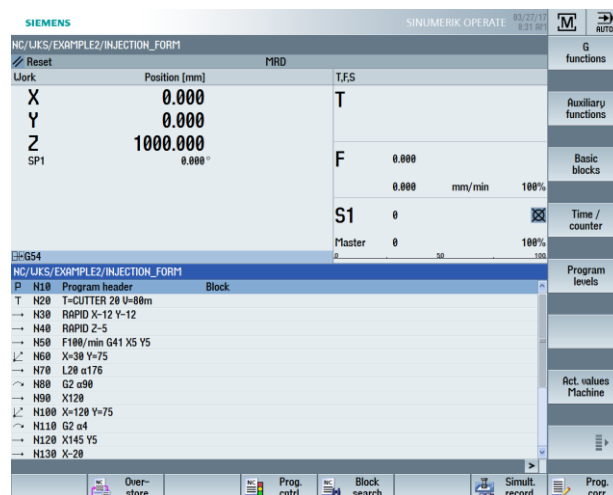 SIEMENS
SINUMERIK OPERATE 03/27/17
8:31 AM
M AUTO
NC/WKS/EXAMPLE2/INJECTION_FORM
Reset MRD
Work Position [mm] T,F,S
X 0.000 T
Y 0.000
Z 1000.000
SP1 0.000°
F 0.000
0.000 mm/min 100%
S1 0
Master 0 100%
G54 0 50 100
NC/WKS/EXAMPLE2/INJECTION_FORM
P N10 Program header Block
T N20 T=CUTTER 20 V=80m
N30 RAPID X-12 Y-12
N40 RAPID Z-5
N50 F100/min G41 X5 Y5
N60 X=30 Y=75
N70 L20 α176
N80 G2 α90
N90 X120
N100 X=120 Y=75
N110 G2 α4
N120 X145 Y5
N130 X-20
>
G
functions
Auxiliary
functions
Basic
blocks
Time /
counter
Program
levels
Act. values
Machine
NC Over-
store
NC Prog.
cntrl
NC Block
search
Simult.
record
Prog.
corr